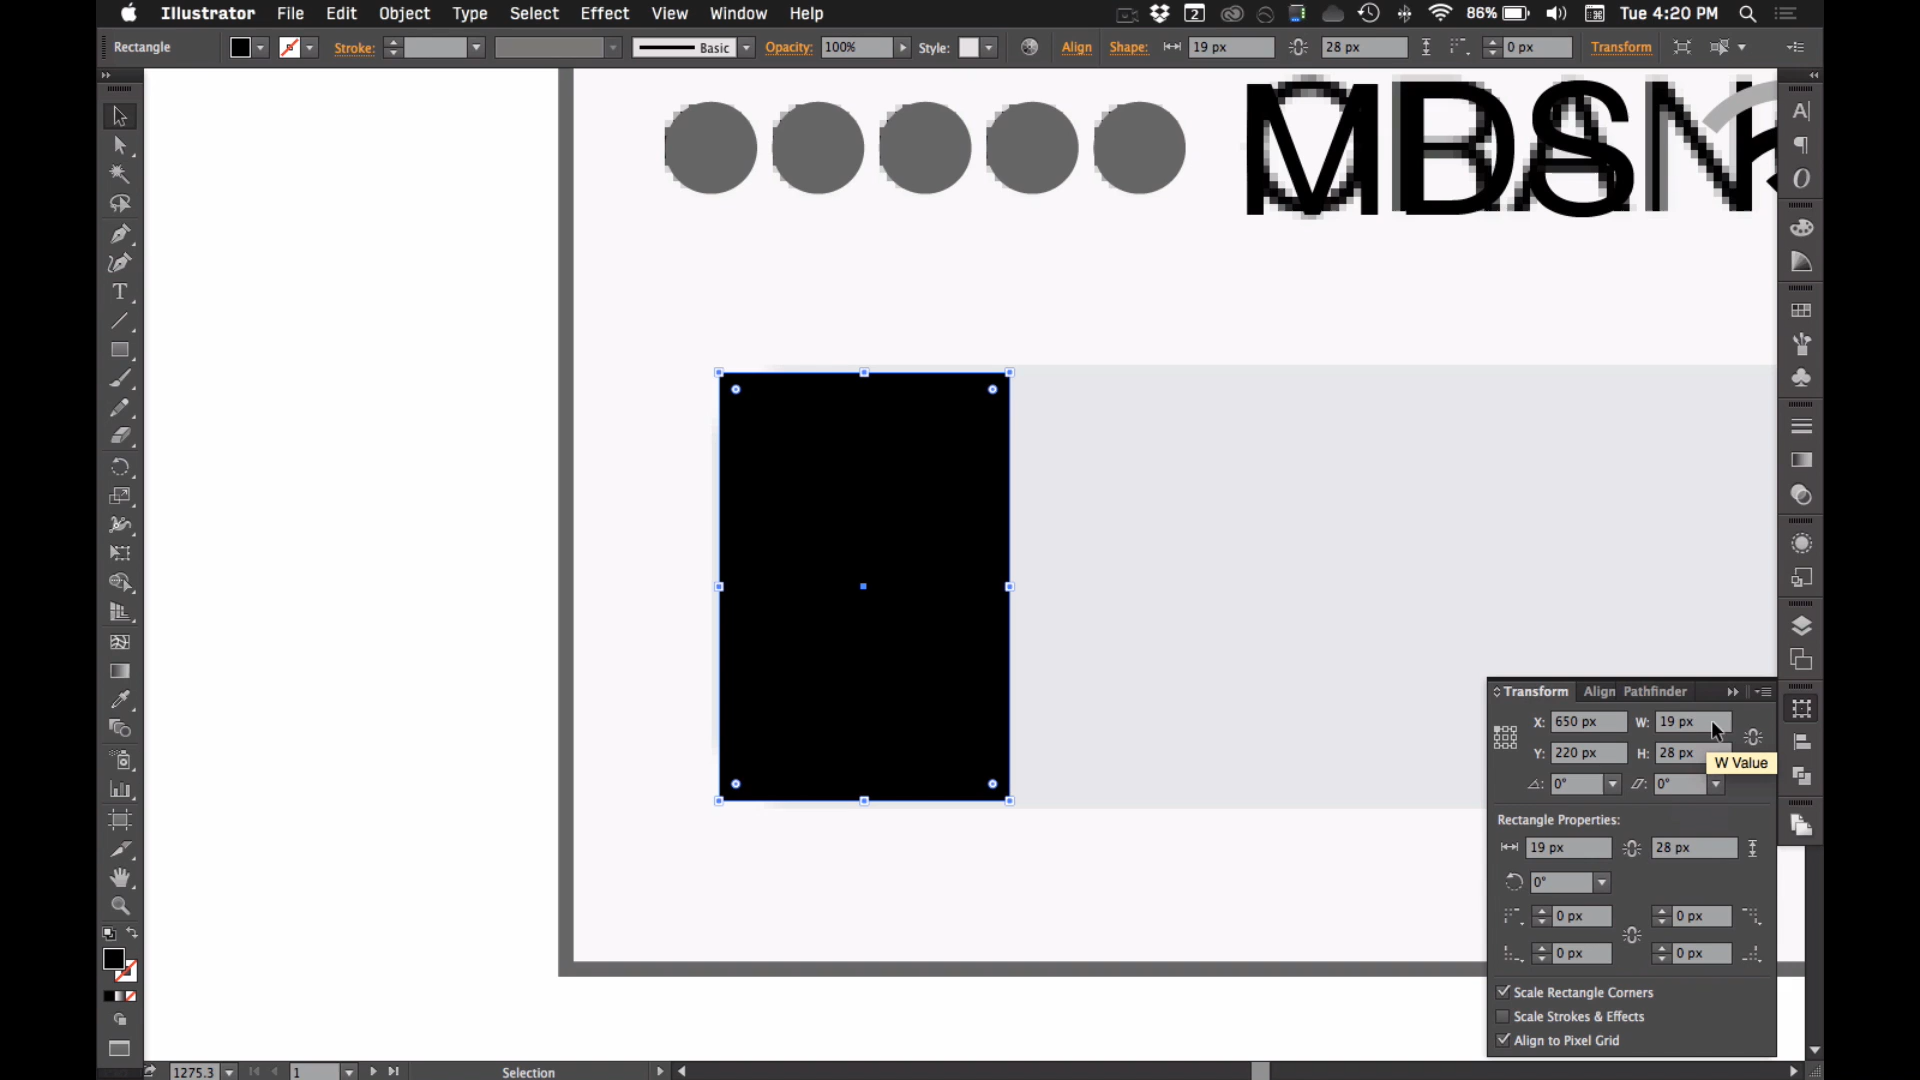 Illustrator File Edit Object Type Select Effect View Window Help 2 86% Tue 4:20 PM
Rectangle Stroke: Basic Opacity: 100% Style: Align Shape: 19 px 28 px 0 px Transform
Transform Align Pathfinder
X: 650 px W: 19 px
Y: 220 px H: 28 px
W Value
0° 0°
Rectangle Properties:
19 px 28 px
0°
0 px 0 px
0 px 0 px
Scale Rectangle Corners
Scale Strokes & Effects
Align to Pixel Grid
1275.3 1 Selection